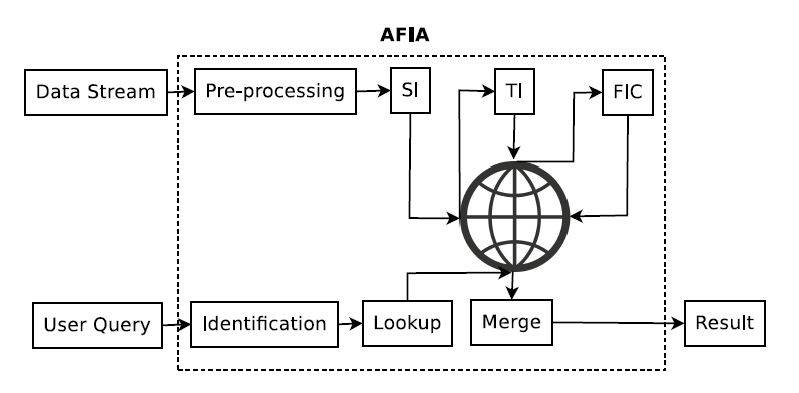 AFIA
Data Stream
Pre-processing
SI
TI
FIC
User Query
Identification
Lookup
Merge
Result